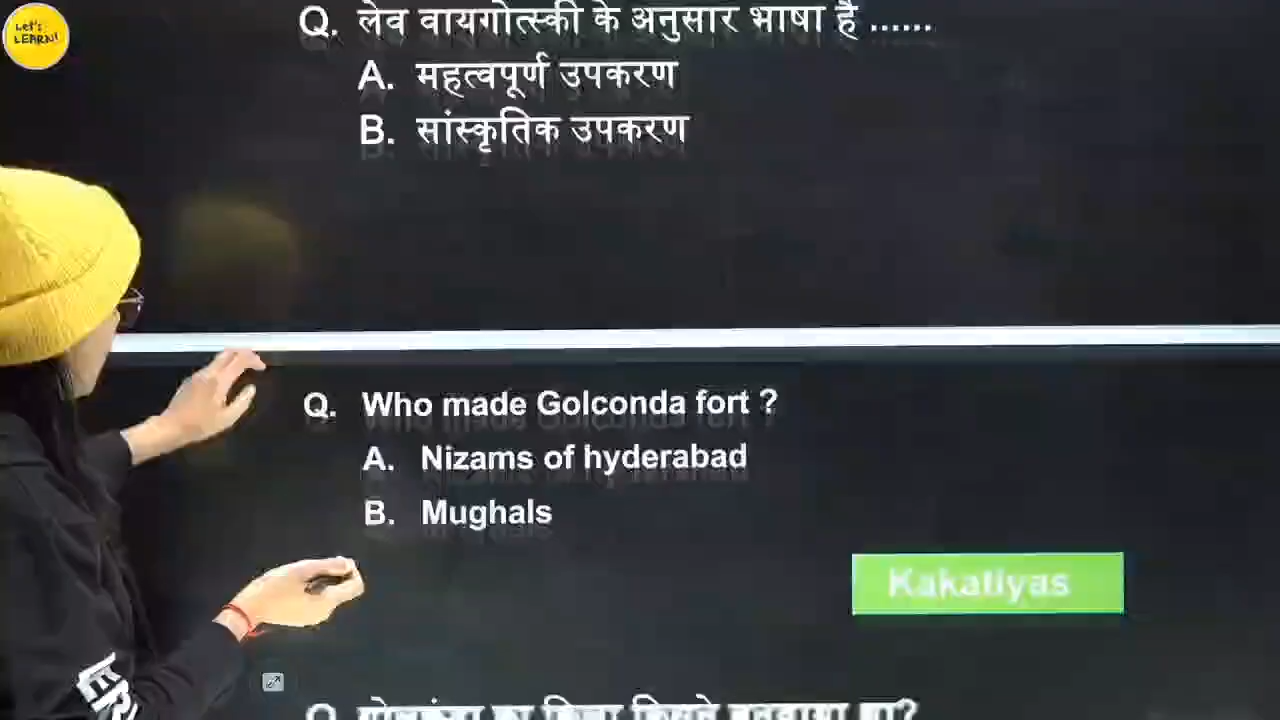 Let's
LEARN!
Q. लेव वायगोत्स्की के अनुसार भाषा है ......
A. महत्वपूर्ण उपकरण
B. सांस्कृतिक उपकरण
Q. Who made Golconda fort ?
A. Nizams of hyderabad
B. Mughals
Kakatiyas